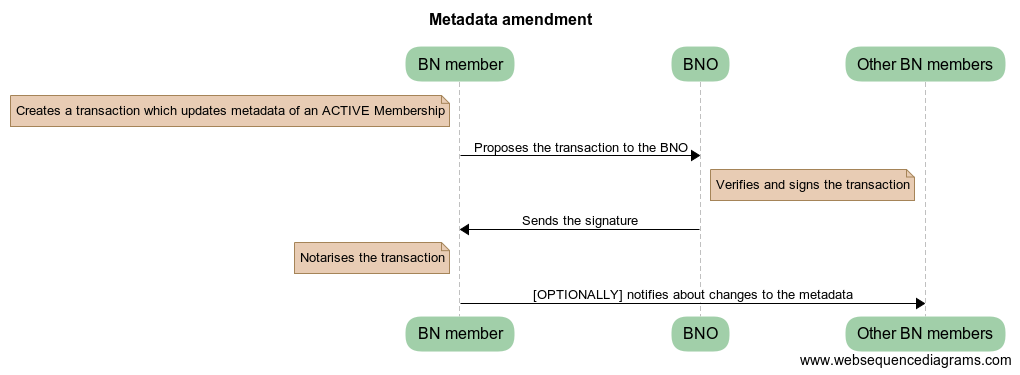 Metadata amendment
BN member
BNO
Other BN members
Creates a transaction which updates metadata of an ACTIVE Membership
Proposes the transaction to the BNO
Verifies and signs the transaction
Sends the signature
Notarises the transaction
[OPTIONALLY] notifies about changes to the metadata
BN member
BNO
Other BN members
www.websequencediagrams.com